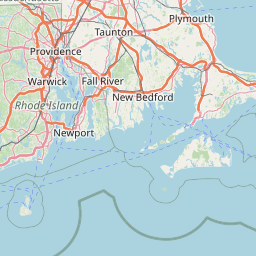 Plymouth
Taunton
Providence
Warwick
Fall River
New Bedford
Rhode Island
Newport